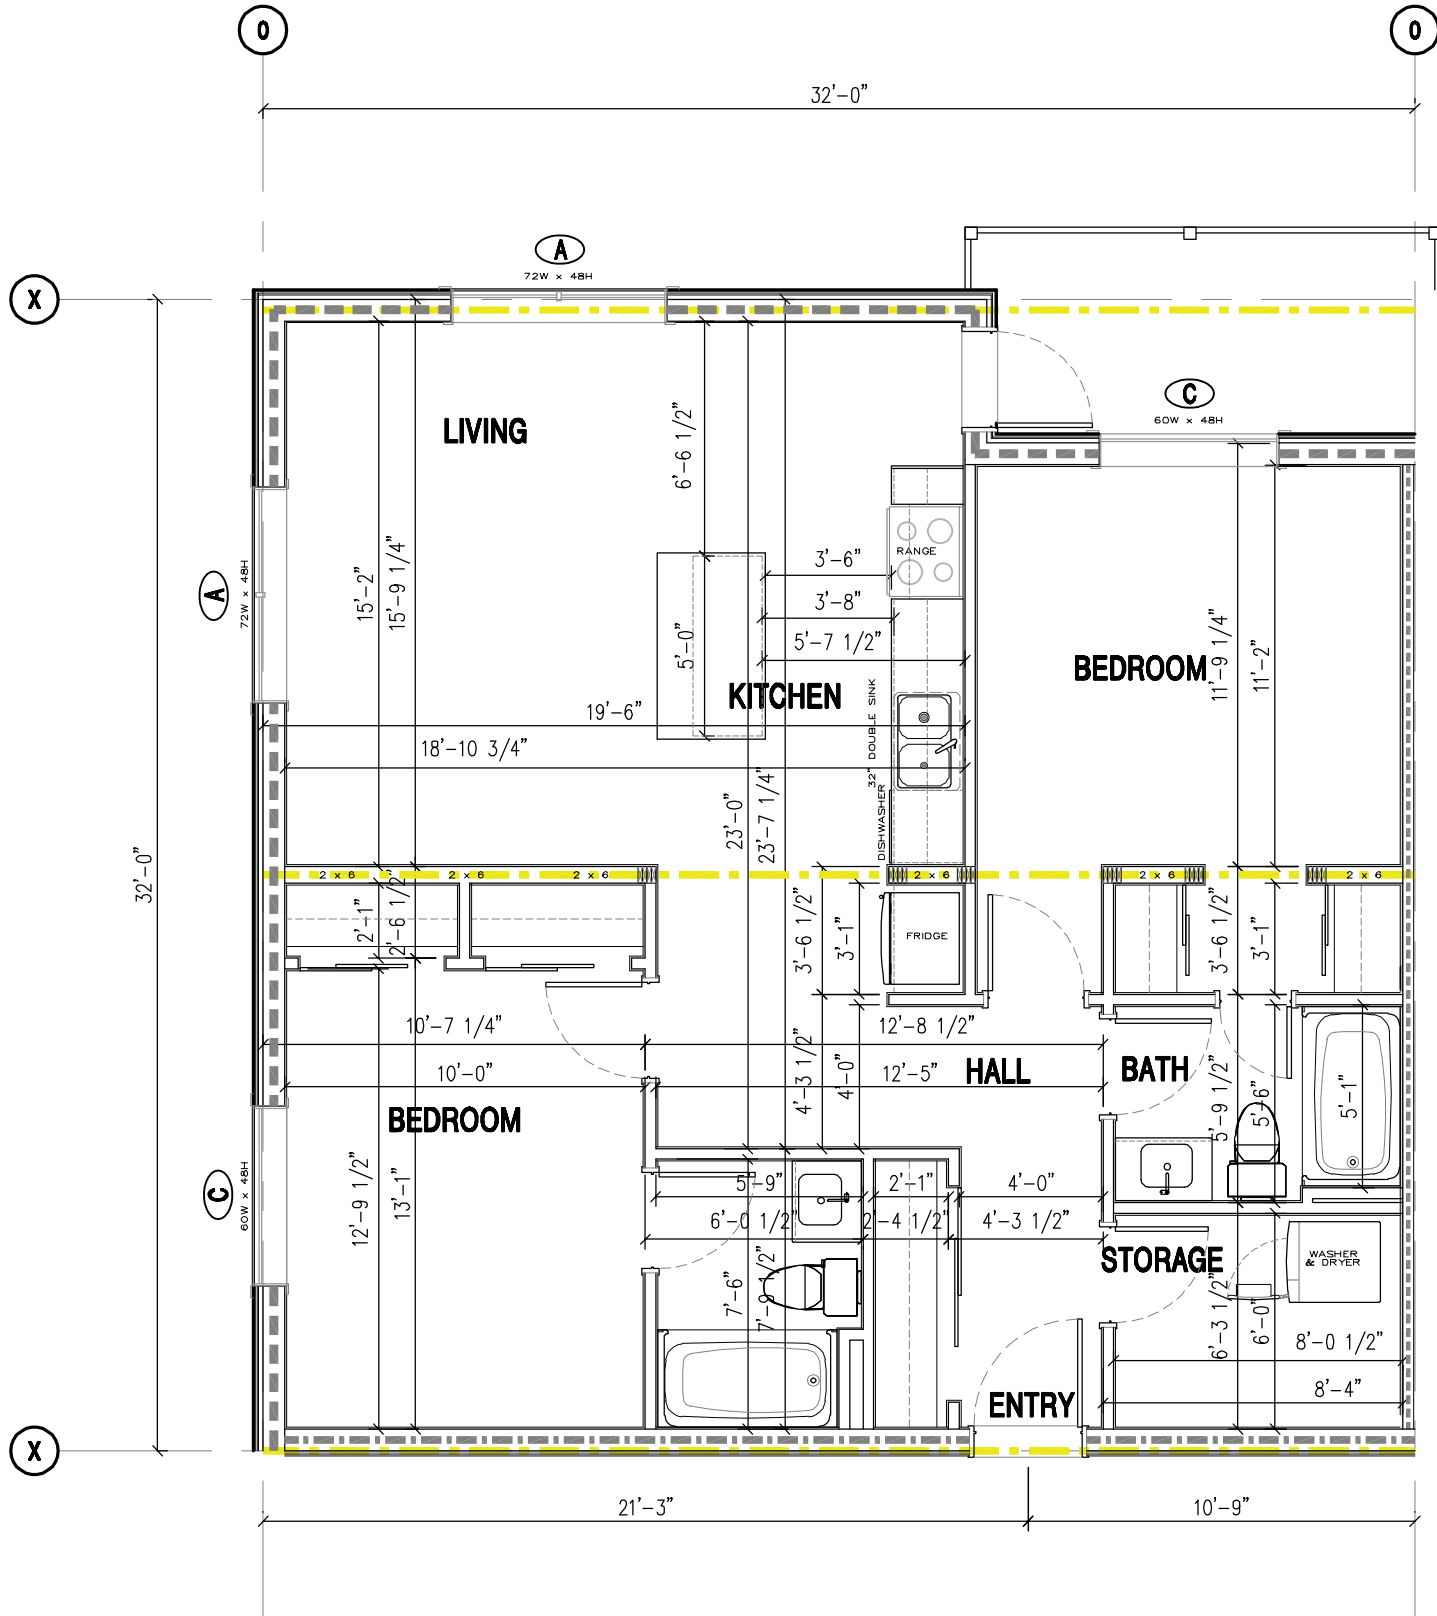 0
0
32'-0"
A
72W x 48H
X
C
60W x 48H
LIVING
6'-6 1/2"
RANGE
3'-6"
3'-8"
5'-7 1/2"
A
72W x 48H
15'-2"
15'-9 1/4"
5'-0"
KITCHEN
32" DOUBLE SINK
BEDROOM
11'-9 1/4"
11'-2"
19'-6"
18'-10 3/4"
DISHWASHER
23'-0"
23'-7 1/4"
32'-0"
2 x 6
2 x 6
2 x 6
2 x 6
2 x 6
2 x 6
2'-1"
2'-6 1/2"
3'-6 1/2"
3'-1"
FRIDGE
3'-6 1/2"
3'-1"
10'-7 1/4"
12'-8 1/2"
4'-3 1/2"
4'-0"
10'-0"
12'-5"
HALL
BATH
5'-9 1/2"
5'-6"
5'-1"
BEDROOM
C
60W x 48H
12'-9 1/2"
13'-1"
5'-9"
2'-1"
4'-0"
6'-0 1/2"
2'-4 1/2"
4'-3 1/2"
STORAGE
WASHER
& DRYER
7'-6"
7'-9 1/2"
6'-3 1/2"
6'-0"
8'-0 1/2"
8'-4"
ENTRY
X
21'-3"
10'-9"